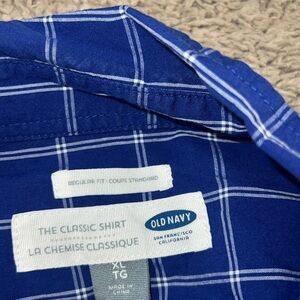 REGULAR FIT · COUPE STANDARD
THE CLASSIC SHIRT
LA CHEMISE CLASSIQUE
OLD NAVY
SAN FRANCISCO
CALIFORNIA
XL
TG
MADE IN
CHINA